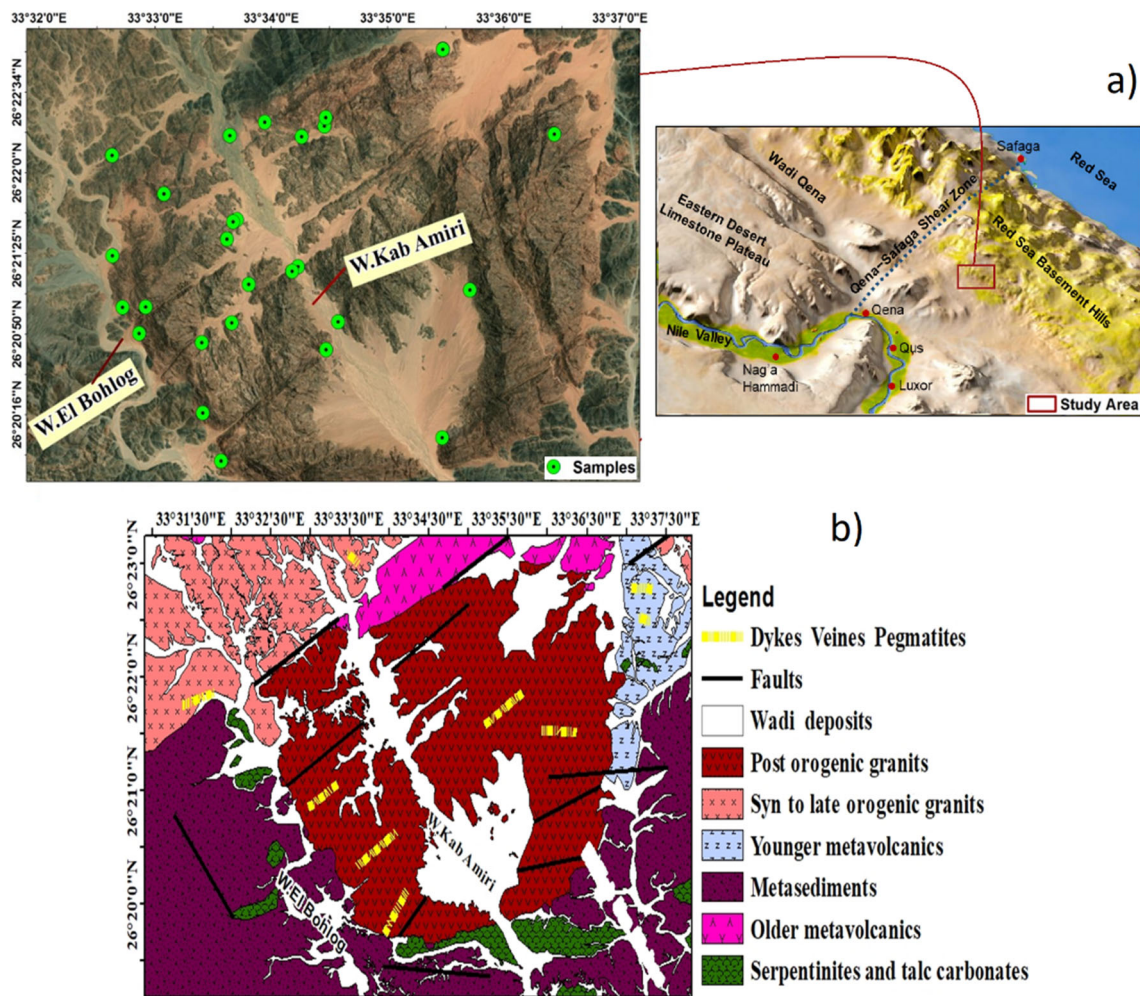 33°32'0"E 33°33'0"E 33°34'0"E 33°35'0"E 33°36'0"E 33°37'0"E
26°22'34"N
26°22'0"N
26°21'25"N
26°20'50"N
26°20'16"N
W.Kab Amiri
W.El Bohlog
Samples
a)
Safaga
Red Sea
Wadi Qena
Qena-Safaga Shear Zone
Eastern Desert
Limestone Plateau
Red Sea Basement Hills
Qena
Nile Valley
Qus
Nag'a
Hammadi
Luxor
Study Area
b)
33°31'30"E 33°32'30"E 33°33'30"E 33°34'30"E 33°35'30"E 33°36'30"E 33°37'30"E
26°23'0"N
26°22'0"N
26°21'0"N
26°20'0"N
W.Kab Amiri
W.El Bohlog
Legend
Dykes Veines Pegmatites
Faults
Wadi deposits
Post orogenic granits
Syn to late orogenic granits
Younger metavolcanics
Metasediments
Older metavolcanics
Serpentinites and talc carbonates